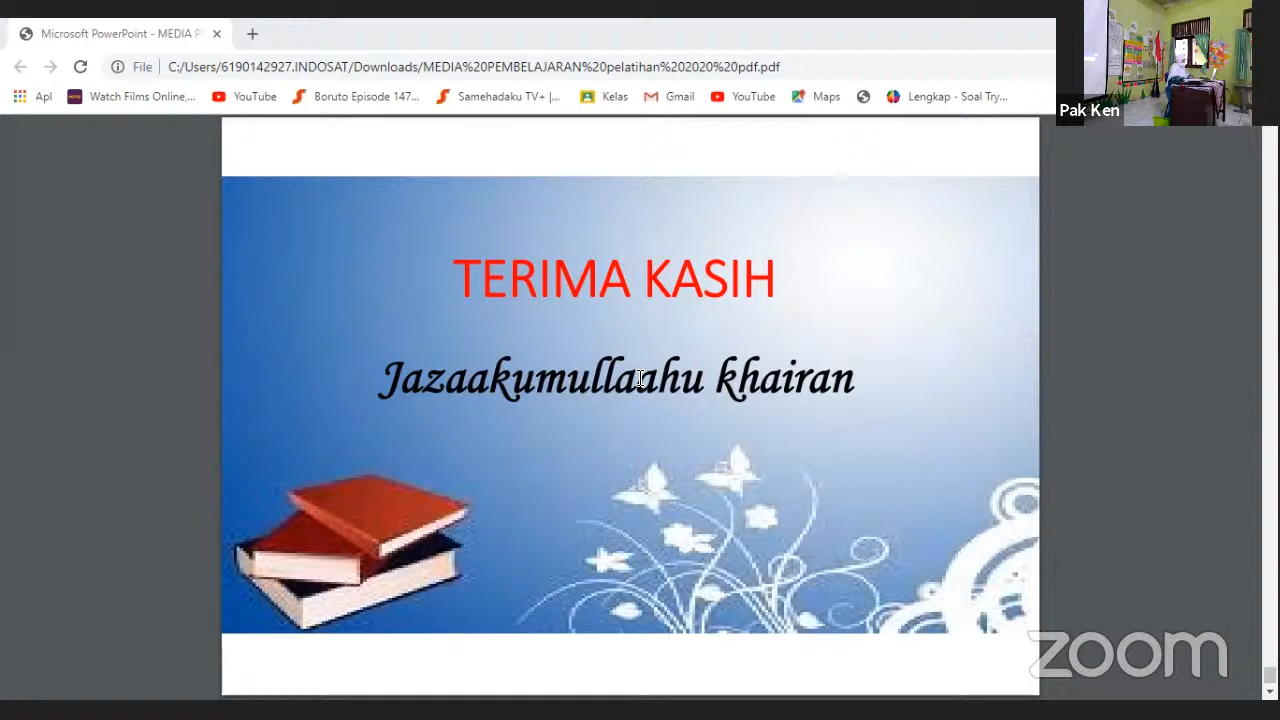 Microsoft PowerPoint - MEDIA P
File
C:/Users/6190142927.INDOSAT/Downloads/MEDIA%20PEMBELAJARAN%20pelatihan%202020%20pdf.pdf
Apl
Watch Films Online,...
YouTube
Boruto Episode 147...
Samehadaku TV+ |...
Kelas
Gmail
YouTube
Maps
Lengkap - Soal Try...
Pak Ken
TERIMA KASIH
Jazaakumullaahu khairan
zoom